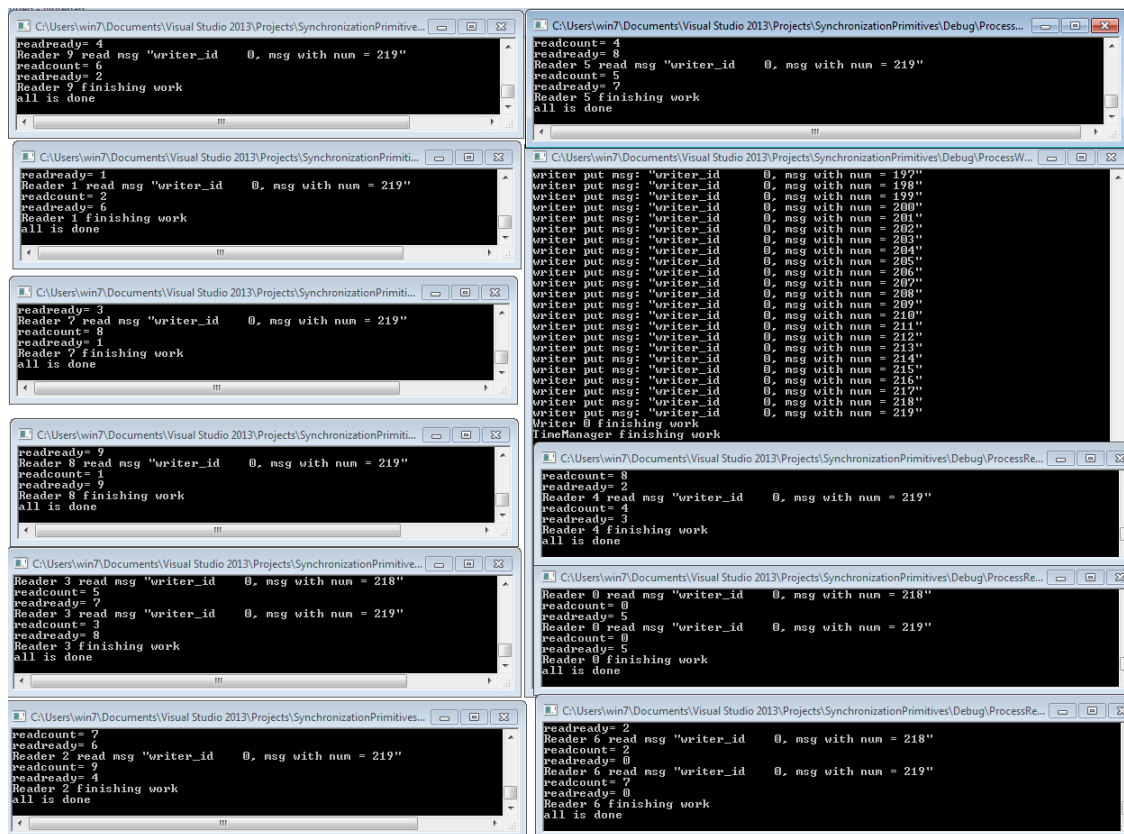 C:\Users\win7\Documents\Visual Studio 2013\Projects\SynchronizationPrimitive...
readready= 4
Reader 9 read msg "writer_id    0, msg with num = 219"
readcount= 6
readready= 2
Reader 9 finishing work
all is done
C:\Users\win7\Documents\Visual Studio 2013\Projects\SynchronizationPrimiti...
readready= 1
Reader 1 read msg "writer_id    0, msg with num = 219"
readcount= 2
readready= 6
Reader 1 finishing work
all is done
C:\Users\win7\Documents\Visual Studio 2013\Projects\SynchronizationPrimiti...
readready= 3
Reader 7 read msg "writer_id    0, msg with num = 219"
readcount= 8
readready= 1
Reader 7 finishing work
all is done
C:\Users\win7\Documents\Visual Studio 2013\Projects\SynchronizationPrimiti...
readready= 9
Reader 8 read msg "writer_id    0, msg with num = 219"
readcount= 1
readready= 9
Reader 8 finishing work
all is done
C:\Users\win7\Documents\Visual Studio 2013\Projects\SynchronizationPrimiti...
Reader 3 read msg "writer_id    0, msg with num = 218"
readcount= 5
readready= 7
Reader 3 read msg "writer_id    0, msg with num = 219"
readcount= 3
readready= 8
Reader 3 finishing work
all is done
C:\Users\win7\Documents\Visual Studio 2013\Projects\SynchronizationPrimitives...
readcount= 7
readready= 6
Reader 2 read msg "writer_id    0, msg with num = 219"
readcount= 9
readready= 4
Reader 2 finishing work
all is done
C:\Users\win7\Documents\Visual Studio 2013\Projects\SynchronizationPrimitives\Debug\Process...
readcount= 4
readready= 8
Reader 5 read msg "writer_id    0, msg with num = 219"
readcount= 5
readready= 7
Reader 5 finishing work
all is done
C:\Users\win7\Documents\Visual Studio 2013\Projects\SynchronizationPrimitives\Debug\ProcessW...
writer put msg: "writer_id    0, msg with num = 197"
writer put msg: "writer_id    0, msg with num = 198"
writer put msg: "writer_id    0, msg with num = 199"
writer put msg: "writer_id    0, msg with num = 200"
writer put msg: "writer_id    0, msg with num = 201"
writer put msg: "writer_id    0, msg with num = 202"
writer put msg: "writer_id    0, msg with num = 203"
writer put msg: "writer_id    0, msg with num = 204"
writer put msg: "writer_id    0, msg with num = 205"
writer put msg: "writer_id    0, msg with num = 206"
writer put msg: "writer_id    0, msg with num = 207"
writer put msg: "writer_id    0, msg with num = 208"
writer put msg: "writer_id    0, msg with num = 209"
writer put msg: "writer_id    0, msg with num = 210"
writer put msg: "writer_id    0, msg with num = 211"
writer put msg: "writer_id    0, msg with num = 212"
writer put msg: "writer_id    0, msg with num = 213"
writer put msg: "writer_id    0, msg with num = 214"
writer put msg: "writer_id    0, msg with num = 215"
writer put msg: "writer_id    0, msg with num = 216"
writer put msg: "writer_id    0, msg with num = 217"
writer put msg: "writer_id    0, msg with num = 218"
writer put msg: "writer_id    0, msg with num = 219"
Writer 0 finishing work
TimeManager finishing work
C:\Users\win7\Documents\Visual Studio 2013\Projects\SynchronizationPrimitives\Debug\ProcessRe...
readcount= 8
readready= 2
Reader 4 read msg "writer_id    0, msg with num = 219"
readcount= 4
readready= 3
Reader 4 finishing work
all is done
C:\Users\win7\Documents\Visual Studio 2013\Projects\SynchronizationPrimitives\Debug\ProcessRe...
Reader 0 read msg "writer_id    0, msg with num = 218"
readcount= 0
readready= 5
Reader 0 read msg "writer_id    0, msg with num = 219"
readcount= 0
readready= 5
Reader 0 finishing work
all is done
C:\Users\win7\Documents\Visual Studio 2013\Projects\SynchronizationPrimitives\Debug\ProcessRe...
readready= 2
Reader 6 read msg "writer_id    0, msg with num = 218"
readcount= 2
readready= 0
Reader 6 read msg "writer_id    0, msg with num = 219"
readcount= 7
readready= 0
Reader 6 finishing work
all is done